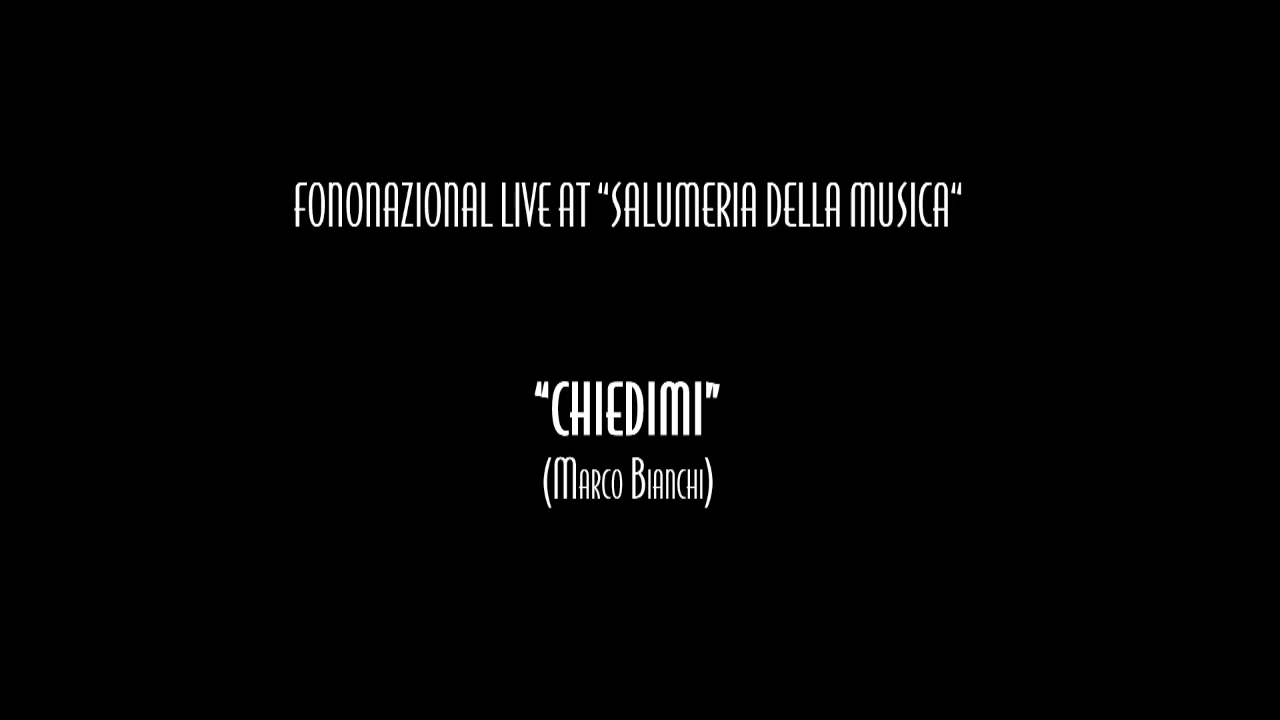 FONONAZIONAL LIVE AT “SALUMERIA DELLA MUSICA“
“CHIEDIMI”
(MARCO BIANCHI)